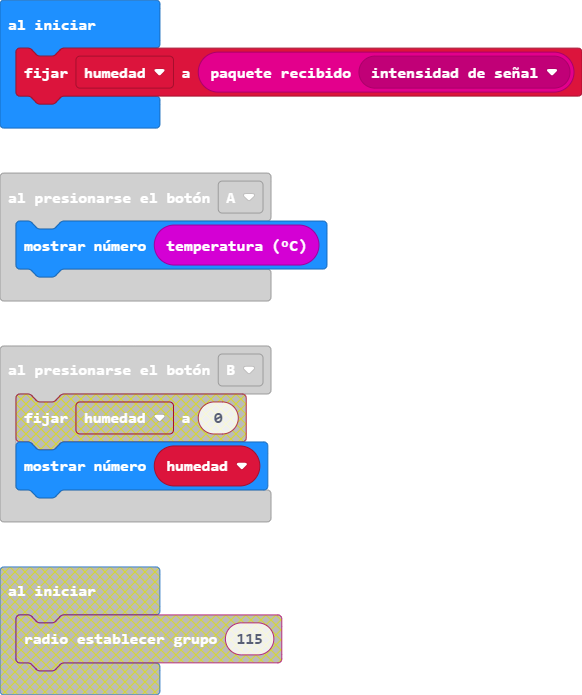 al iniciar
fijar humedad a paquete recibido intensidad de señal
al presionarse el botón A
mostrar número temperatura (ºC)
al presionarse el botón B
fijar humedad a 0
mostrar número humedad
al iniciar
radio establecer grupo 115